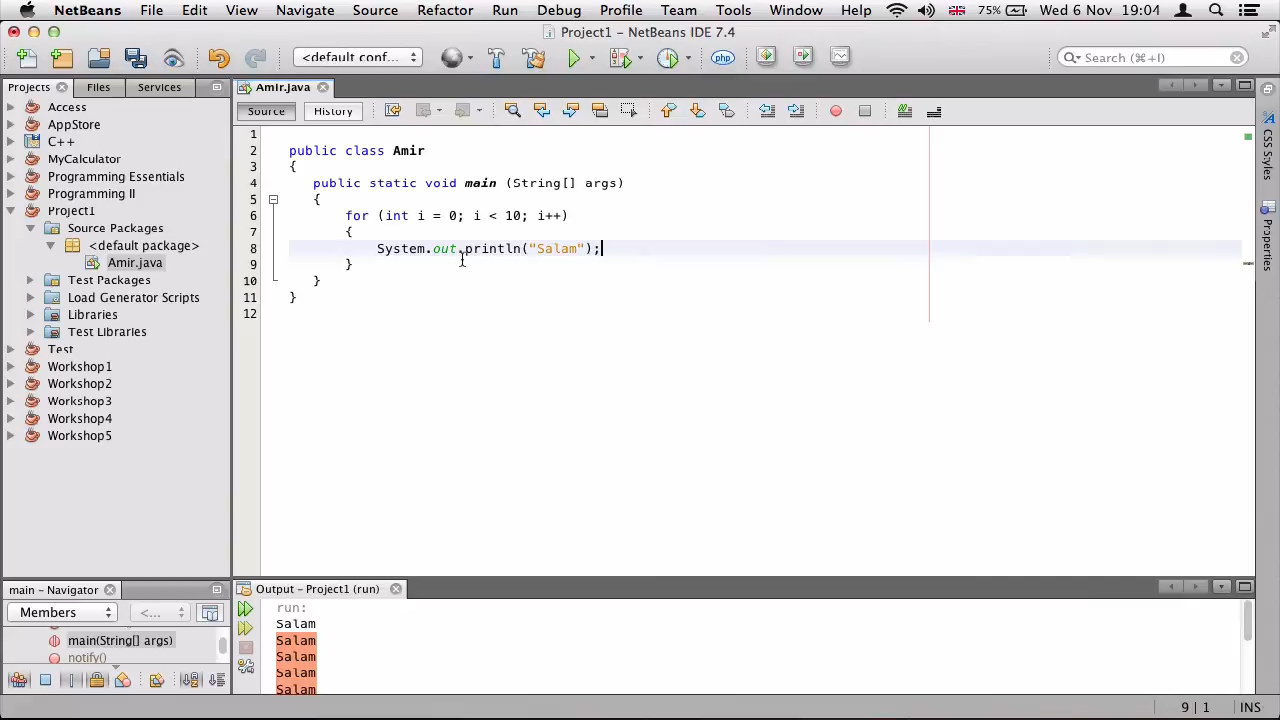 NetBeans File Edit View Navigate Source Refactor Run Debug Profile Team Tools Window Help 75% Wed 6 Nov 19:04
Project1 - NetBeans IDE 7.4
<default conf... php Search (⌘+I)
Projects Files Services Amir.java
Source History
Access
AppStore
C++
MyCalculator
Programming Essentials
Programming II
Project1
Source Packages
<default package>
Amir.java
Test Packages
Load Generator Scripts
Libraries
Test Libraries
Test
Workshop1
Workshop2
Workshop3
Workshop4
Workshop5
1
2 public class Amir
3 {
4 public static void main (String[] args)
5 {
6 for (int i = 0; i < 10; i++)
7 {
8 System.out.println("Salam");
9 }
10 }
11 }
12
CSS Styles
Properties
main - Navigator
Members <...
main(String[] args)
notify()
Output - Project1 (run)
run:
Salam
Salam
Salam
Salam
Salam
9 | 1 INS